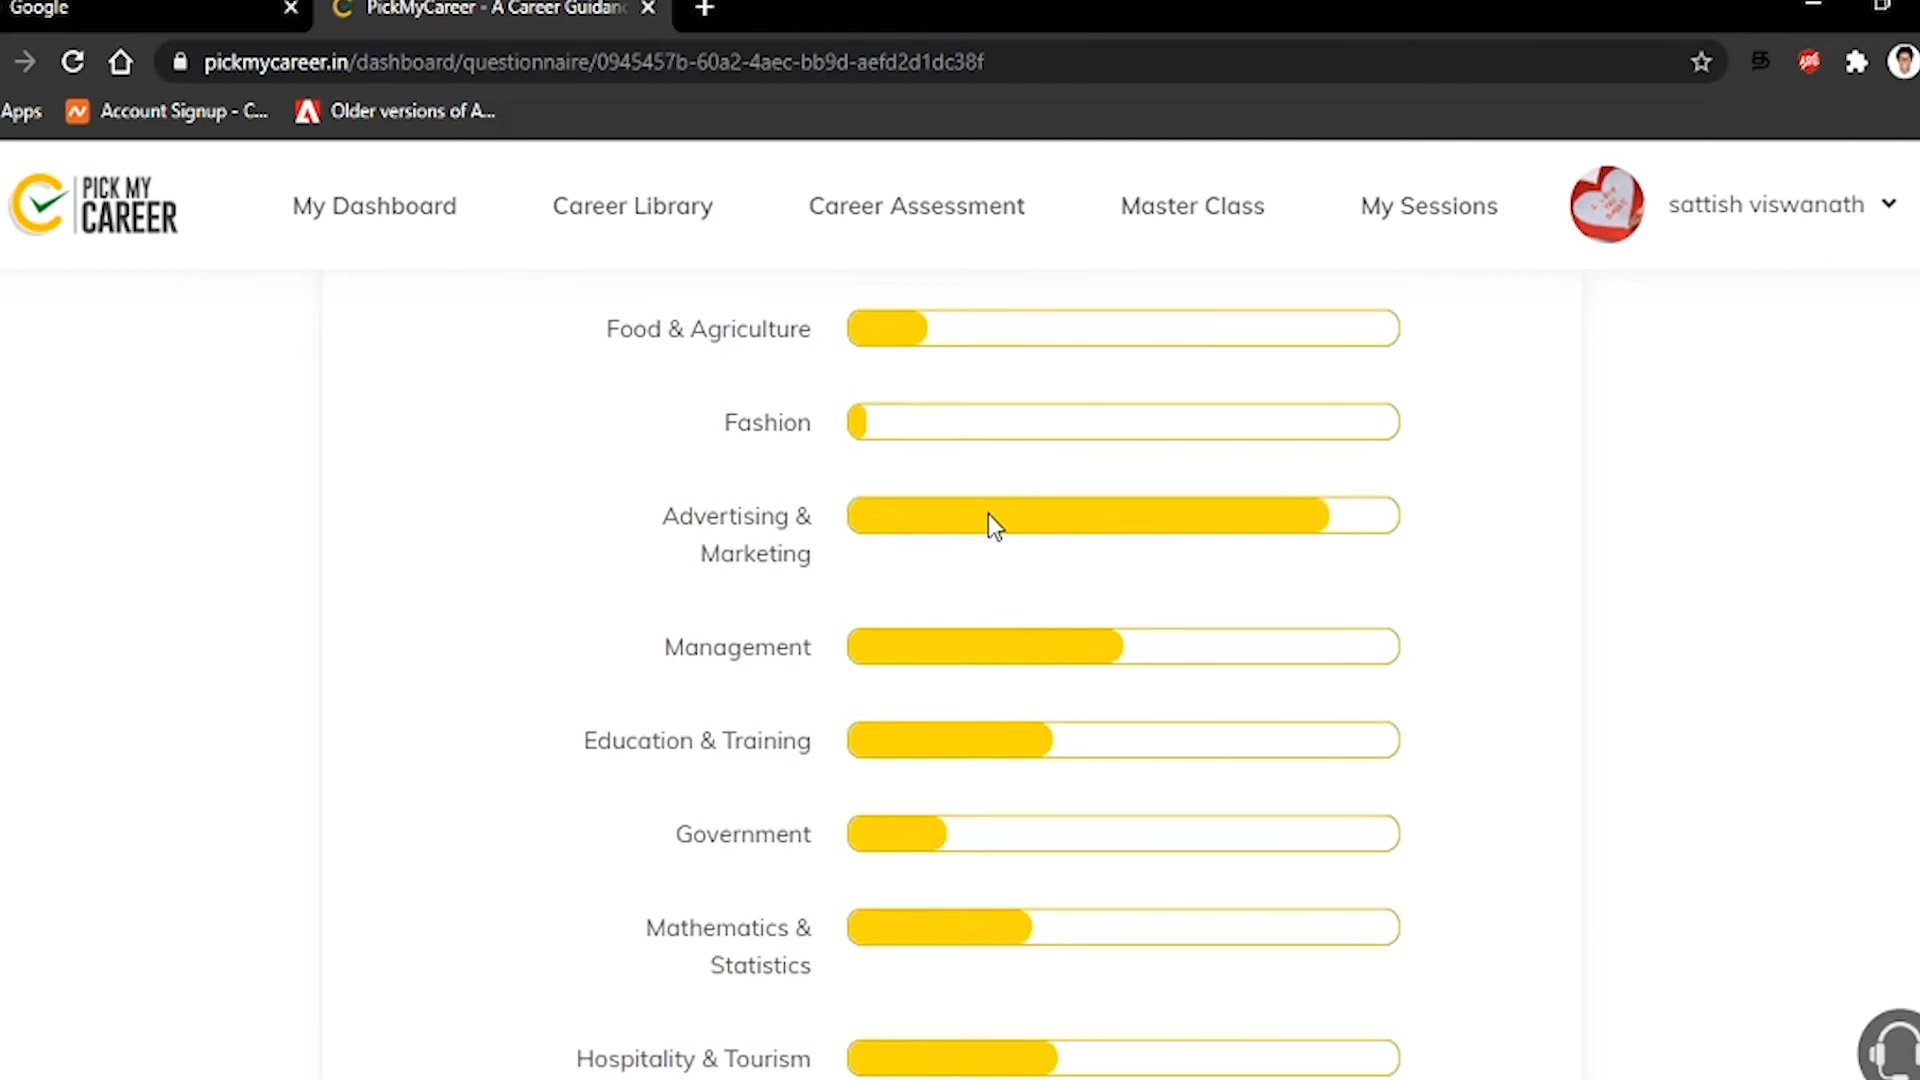 Google
PickMyCareer - A Career Guidanc
pickmycareer.in/dashboard/questionnaire/0945457b-60a2-4aec-bb9d-aefd2d1dc38f
Apps
Account Signup - C...
Older versions of A...
PICK MY
CAREER
My Dashboard
Career Library
Career Assessment
Master Class
My Sessions
sattish viswanath
Food & Agriculture
Fashion
Advertising &
Marketing
Management
Education & Training
Government
Mathematics &
Statistics
Hospitality & Tourism